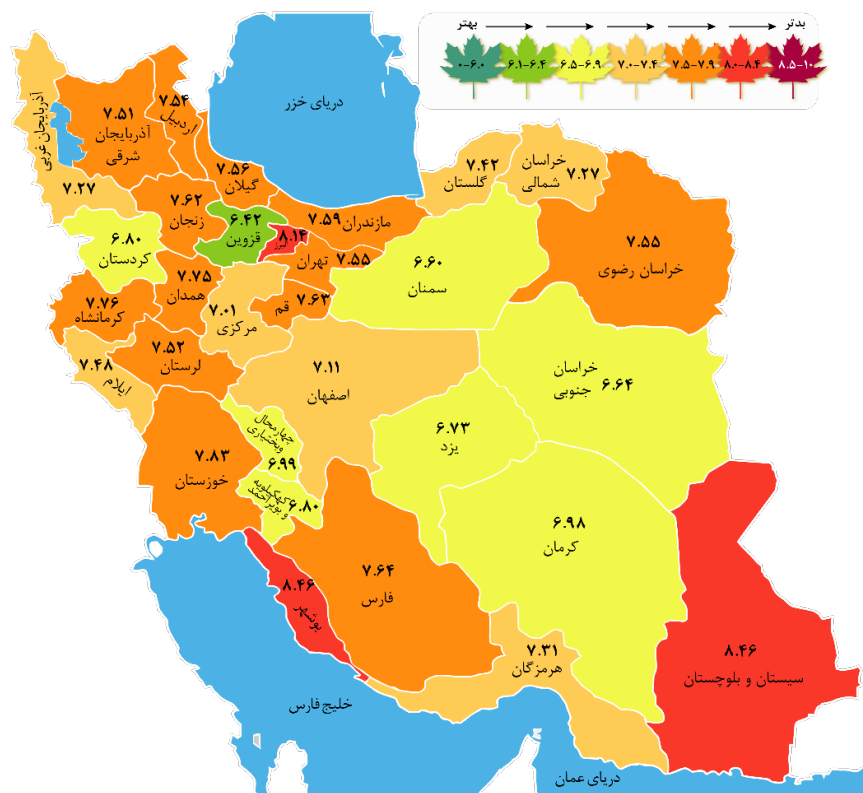 بهتر
بدتر
۰-۶.۰
۶.۱-۶.۴
۶.۵-۶.۹
۷.۰-۷.۴
۷.۵-۷.۹
۸.۰-۸.۴
۸.۵-۱۰
دریای خزر
آذربایجان غربی
۷.۲۷
۷.۵۱
آذربایجان
شرقی
۷.۵۴
اردبیل
۷.۵۶
گیلان
۷.۶۲
زنجان
۶.۴۲
قزوین
۸.۱۴
البرز
۷.۵۹ مازندران
تهران ۷.۵۵
۷.۴۲
گلستان
خراسان
شمالی ۷.۲۷
۷.۵۵
خراسان رضوی
۶.۸۰
کردستان
۷.۷۵
همدان
۷.۰۱
مرکزی
قم ۷.۶۳
۶.۶۰
سمنان
۷.۷۶
کرمانشاه
۷.۵۲
لرستان
۷.۴۸
ایلام
۷.۱۱
اصفهان
خراسان
جنوبی ۶.۶۴
۶.۷۳
یزد
چهارمحال
وبختیاری
۶.۹۹
۷.۸۳
خوزستان
کهکیلویه
و بویراحمد
۶.۸۰
۶.۹۸
کرمان
۷.۶۴
فارس
۸.۴۶
بوشهر
۷.۳۱
هرمزگان
۸.۴۶
سیستان و بلوچستان
خلیج فارس
دریای عمان